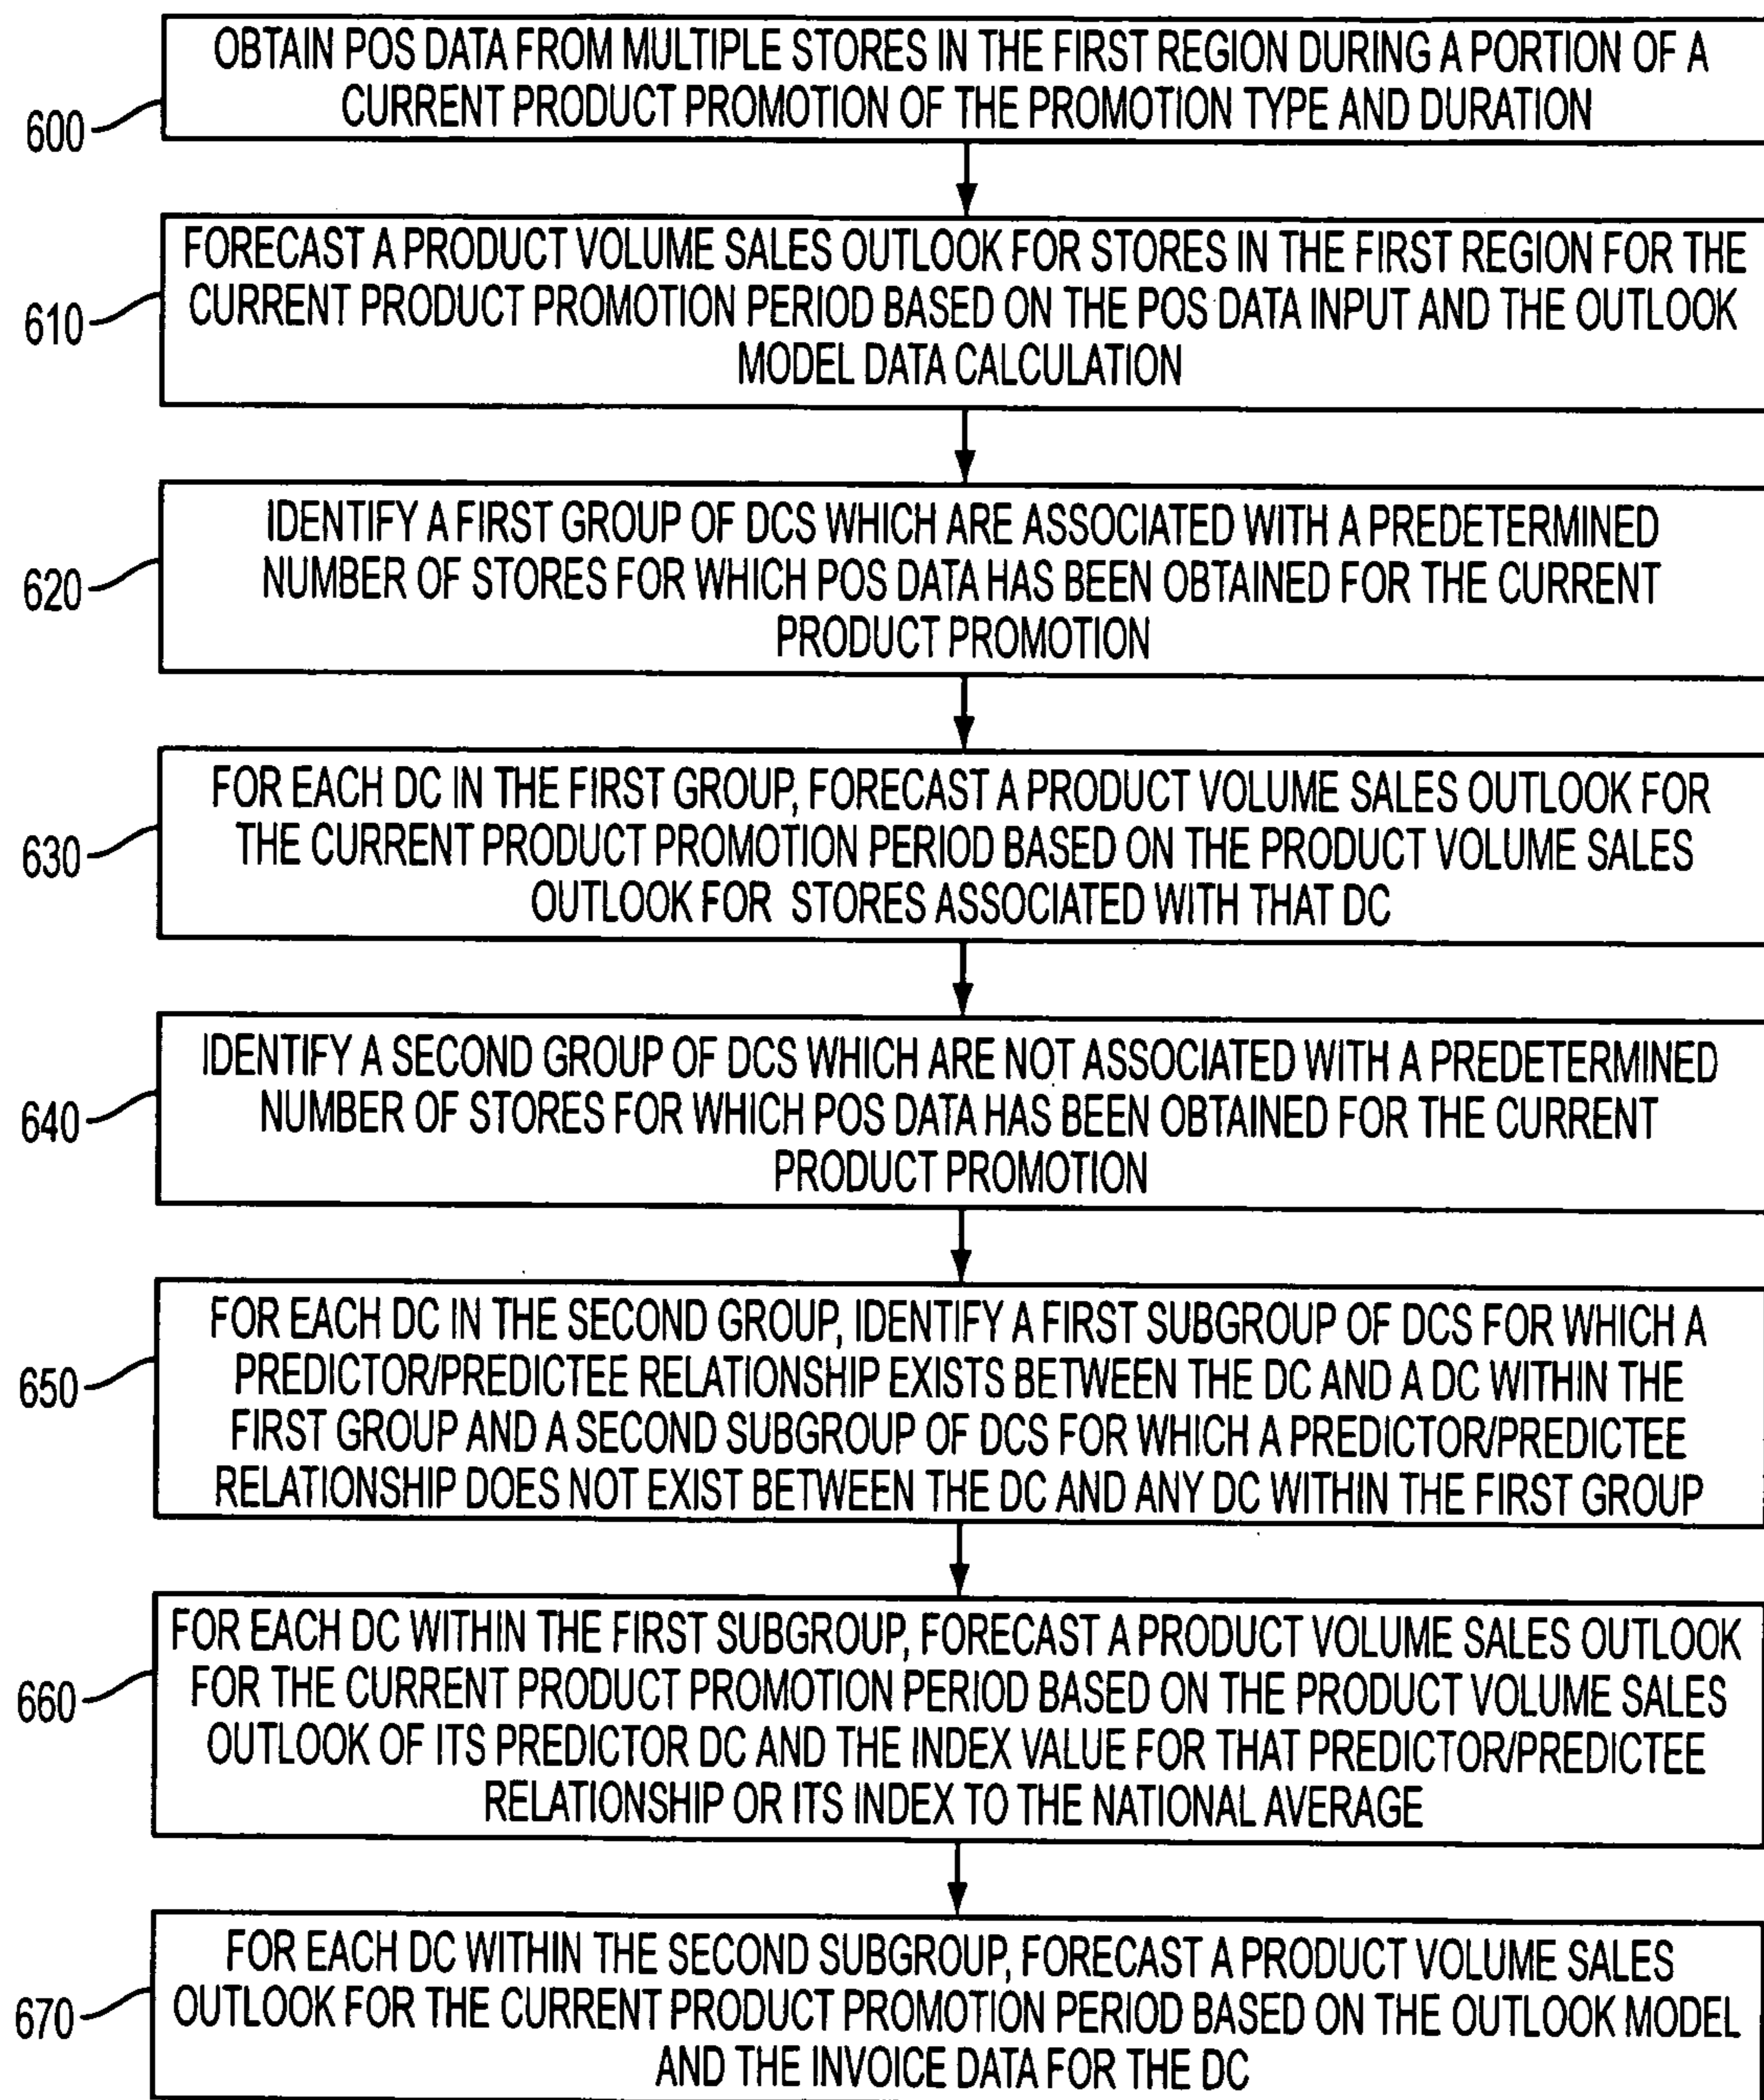 OBTAIN POS DATA FROM MULTIPLE STORES IN THE FIRST REGION DURING A PORTION OF A
CURRENT PRODUCT PROMOTION OF THE PROMOTION TYPE AND DURATION
600
FORECAST A PRODUCT VOLUME SALES OUTLOOK FOR STORES IN THE FIRST REGION FOR THE
CURRENT PRODUCT PROMOTION PERIOD BASED ON THE POS DATA INPUT AND THE OUTLOOK
MODEL DATA CALCULATION
610
IDENTIFY A FIRST GROUP OF DCS WHICH ARE ASSOCIATED WITH A PREDETERMINED
NUMBER OF STORES FOR WHICH POS DATA HAS BEEN OBTAINED FOR THE CURRENT
PRODUCT PROMOTION
620
FOR EACH DC IN THE FIRST GROUP, FORECAST A PRODUCT VOLUME SALES OUTLOOK FOR
THE CURRENT PRODUCT PROMOTION PERIOD BASED ON THE PRODUCT VOLUME SALES
OUTLOOK FOR STORES ASSOCIATED WITH THAT DC
630
IDENTIFY A SECOND GROUP OF DCS WHICH ARE NOT ASSOCIATED WITH A PREDETERMINED
NUMBER OF STORES FOR WHICH POS DATA HAS BEEN OBTAINED FOR THE CURRENT
PRODUCT PROMOTION
640
FOR EACH DC IN THE SECOND GROUP, IDENTIFY A FIRST SUBGROUP OF DCS FOR WHICH A
PREDICTOR/PREDICTEE RELATIONSHIP EXISTS BETWEEN THE DC AND A DC WITHIN THE
FIRST GROUP AND A SECOND SUBGROUP OF DCS FOR WHICH A PREDICTOR/PREDICTEE
RELATIONSHIP DOES NOT EXIST BETWEEN THE DC AND ANY DC WITHIN THE FIRST GROUP
650
FOR EACH DC WITHIN THE FIRST SUBGROUP, FORECAST A PRODUCT VOLUME SALES OUTLOOK
FOR THE CURRENT PRODUCT PROMOTION PERIOD BASED ON THE PRODUCT VOLUME SALES
OUTLOOK OF ITS PREDICTOR DC AND THE INDEX VALUE FOR THAT PREDICTOR/PREDICTEE
RELATIONSHIP OR ITS INDEX TO THE NATIONAL AVERAGE
660
FOR EACH DC WITHIN THE SECOND SUBGROUP, FORECAST A PRODUCT VOLUME SALES
OUTLOOK FOR THE CURRENT PRODUCT PROMOTION PERIOD BASED ON THE OUTLOOK MODEL
AND THE INVOICE DATA FOR THE DC
670